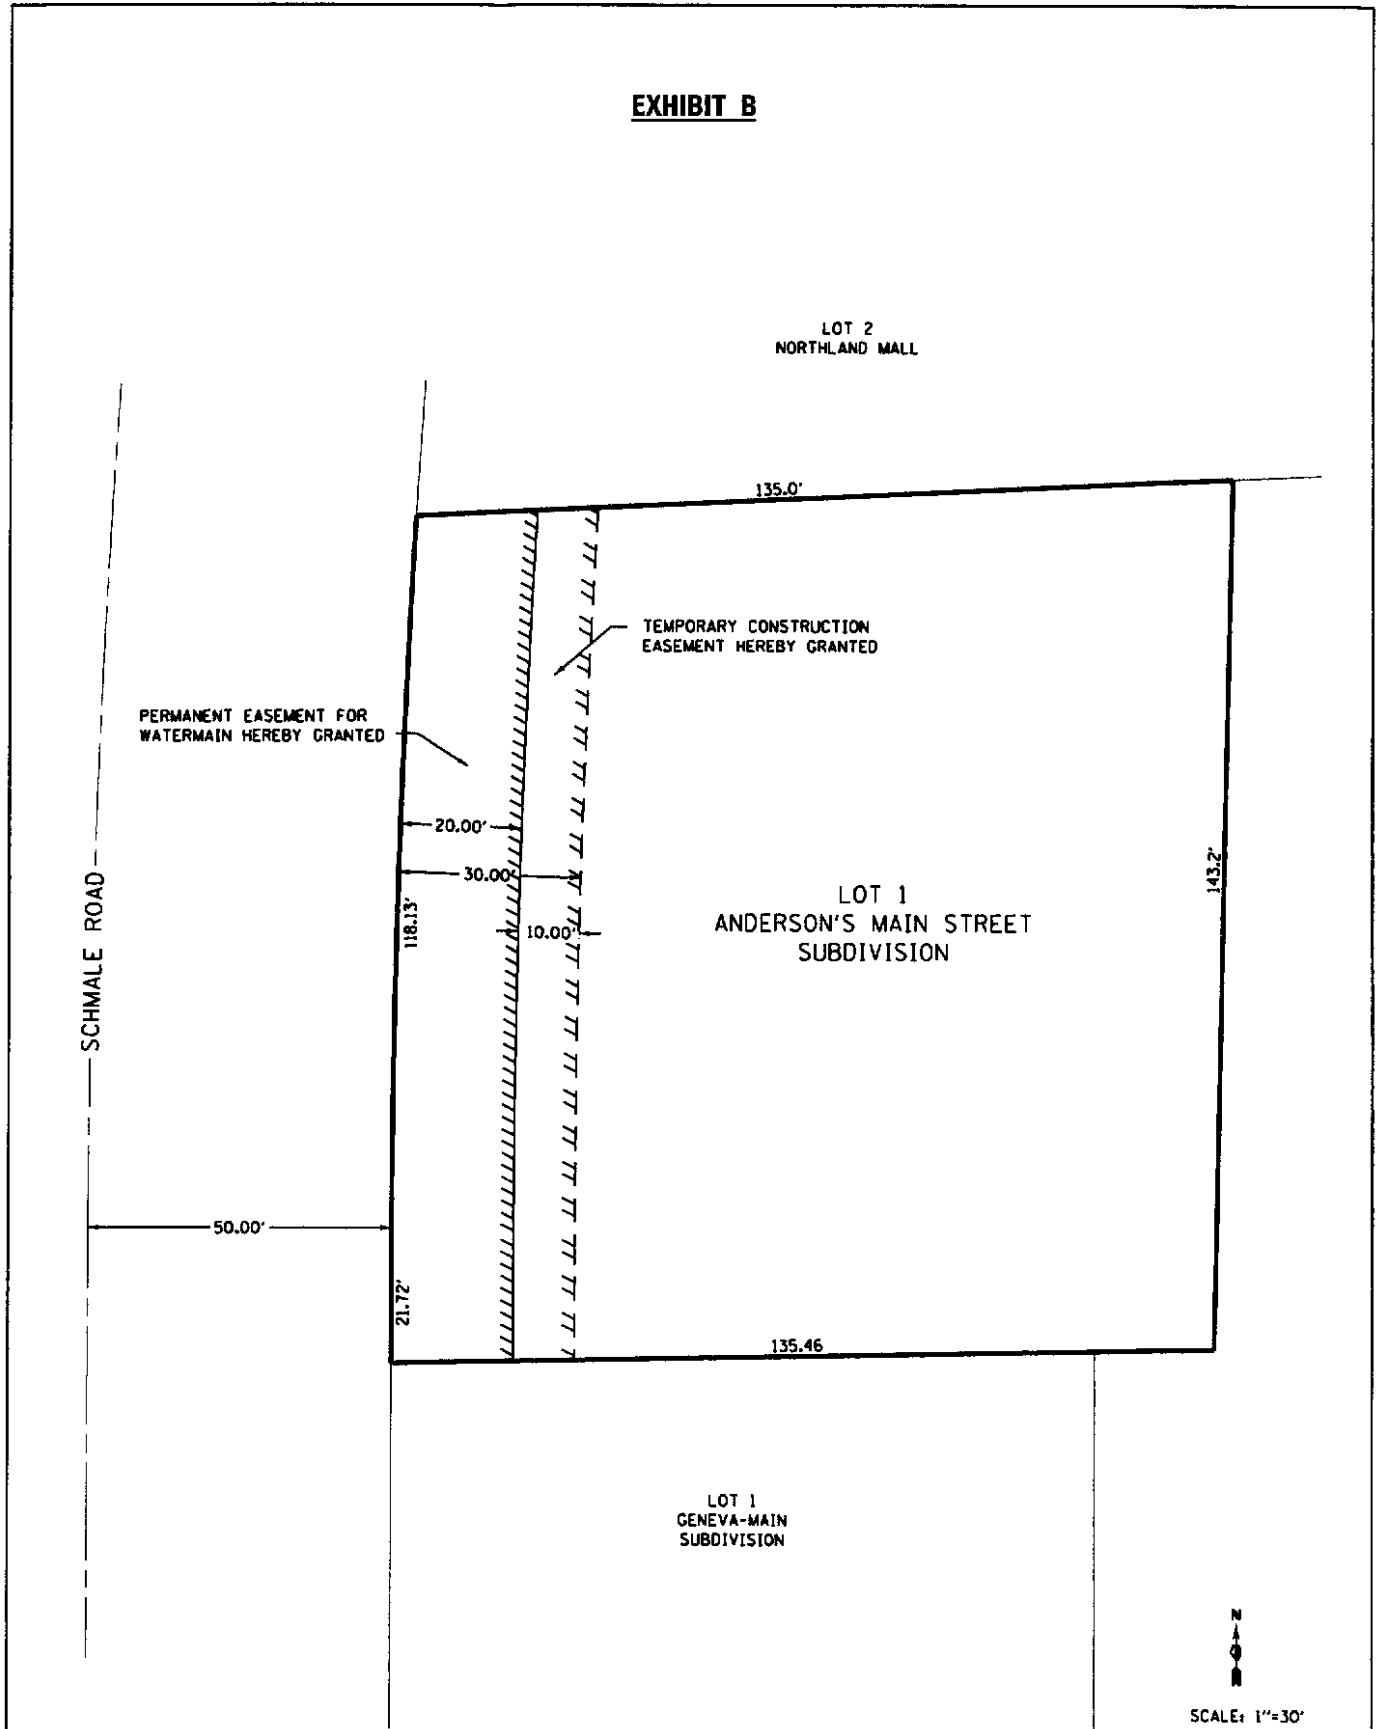 EXHIBIT B
LOT 2
NORTHLAND MALL
135.0'
TEMPORARY CONSTRUCTION
EASEMENT HEREBY GRANTED
PERMANENT EASEMENT FOR
WATERMAIN HEREBY GRANTED
20.00'
30.00'
10.00'
118.13'
SCHMALE ROAD
LOT 1
ANDERSON'S MAIN STREET
SUBDIVISION
143.2'
50.00'
21.72'
135.46
LOT 1
GENEVA-MAIN
SUBDIVISION
N
SCALE: 1"=30'